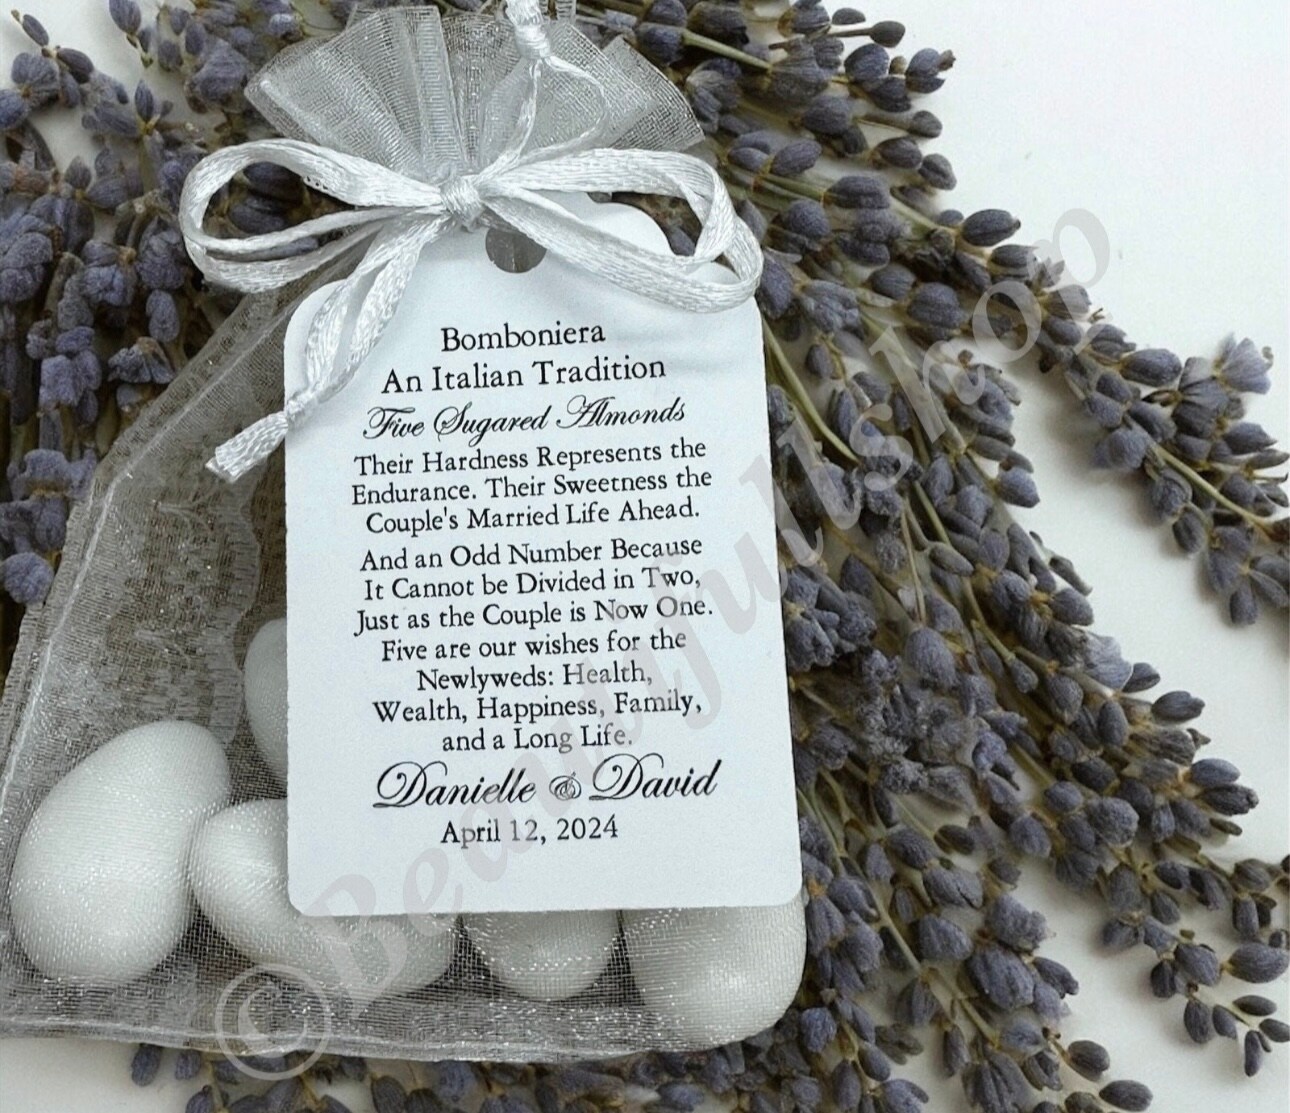 Bomboniera
An Italian Tradition
Five Sugared Almonds
Their Hardness Represents the
Endurance. Their Sweetness the
Couple's Married Life Ahead.
And an Odd Number Because
It Cannot be Divided in Two,
Just as the Couple is Now One.
Five are our wishes for the
Newlyweds: Health,
Wealth, Happiness, Family,
and a Long Life.
Danielle & David
April 12, 2024
©Beautifullshop